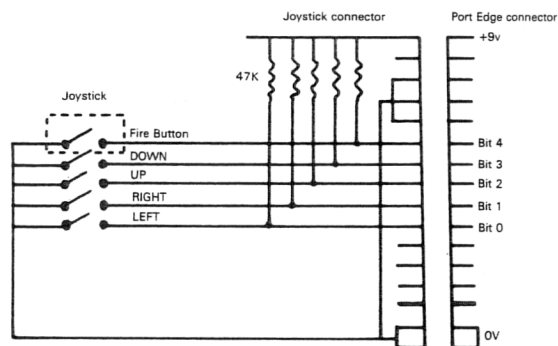 Joystick connector
Port Edge connector
+9v
47K
Joystick
Fire Button
Bit 4
DOWN
Bit 3
UP
Bit 2
RIGHT
Bit 1
LEFT
Bit 0
0V